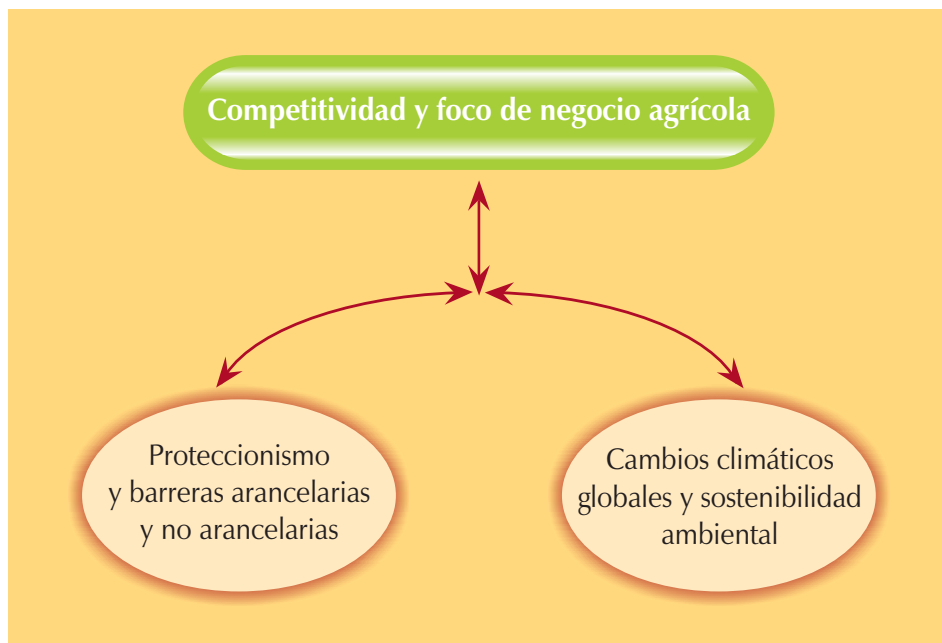 Competitividad y foco de negocio agrícola
Proteccionismo
y barreras arancelarias
y no arancelarias
Cambios climáticos
globales y sostenibilidad
ambiental